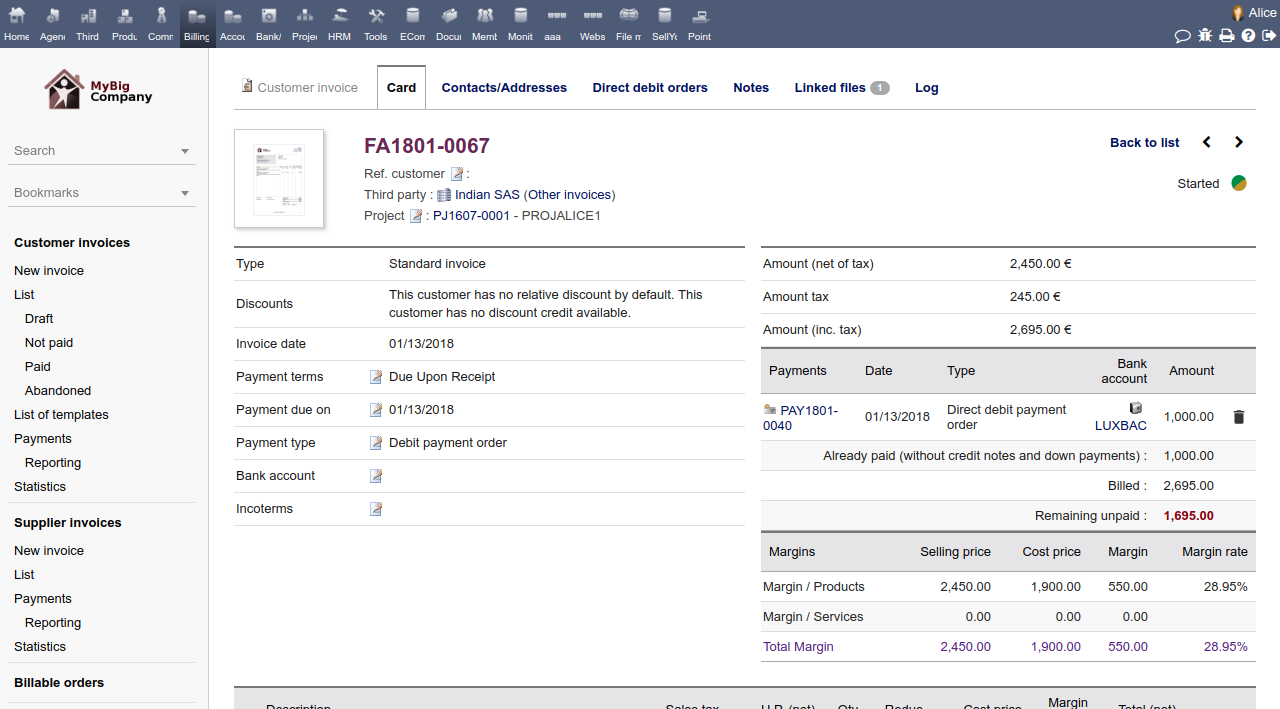 Alice
Home Agend Third Produ Comm Billing Accou Bank/ Projec HRM Tools ECom Docu Memb Monit aaa Webs File m SellYo Point
MyBig
Company
Search
Bookmarks
Customer invoices
New invoice
List
Draft
Not paid
Paid
Abandoned
List of templates
Payments
Reporting
Statistics
Supplier invoices
New invoice
List
Payments
Reporting
Statistics
Billable orders
Customer invoice Card Contacts/Addresses Direct debit orders Notes Linked files 1 Log
FA1801-0067
Ref. customer :
Third party : Indian SAS (Other invoices)
Project : PJ1607-0001 - PROJALICE1
Back to list
Started
Type Standard invoice
Discounts This customer has no relative discount by default. This
customer has no discount credit available.
Invoice date 01/13/2018
Payment terms Due Upon Receipt
Payment due on 01/13/2018
Payment type Debit payment order
Bank account
Incoterms
Amount (net of tax) 2,450.00 €
Amount tax 245.00 €
Amount (inc. tax) 2,695.00 €
Payments Date Type Bank
account Amount
PAY1801-
0040 01/13/2018 Direct debit payment
order LUXBAC 1,000.00
Already paid (without credit notes and down payments) : 1,000.00
Billed : 2,695.00
Remaining unpaid : 1,695.00
Margins Selling price Cost price Margin Margin rate
Margin / Products 2,450.00 1,900.00 550.00 28.95%
Margin / Services 0.00 0.00 0.00
Total Margin 2,450.00 1,900.00 550.00 28.95%
Description Sales tax U.P. (net) Qty Reduc. Cost price Margin Total (net)